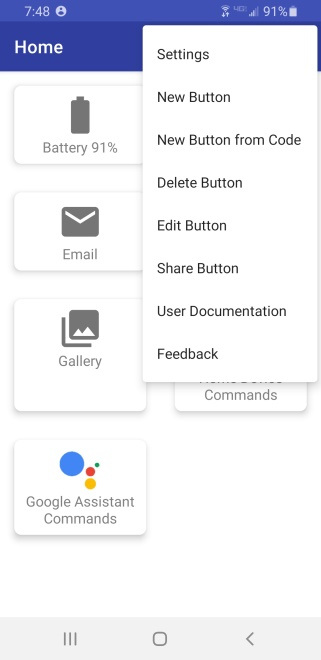 7:48
91%
Home
Settings
New Button
New Button from Code
Delete Button
Edit Button
Share Button
User Documentation
Feedback
Battery 91%
Email
Gallery
Commands
Google Assistant
Commands